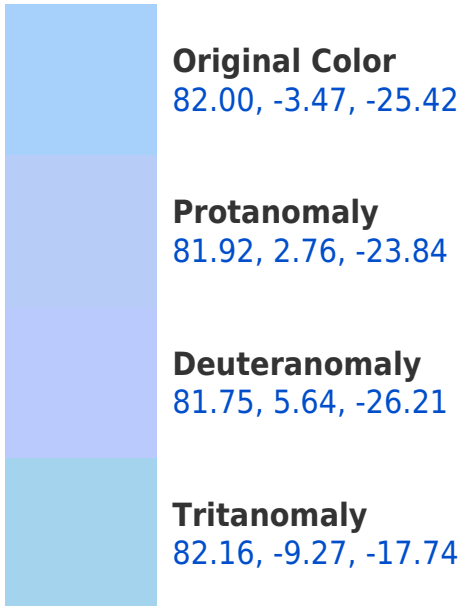 Original Color
82.00, -3.47, -25.42
Protanomaly
81.92, 2.76, -23.84
Deuteranomaly
81.75, 5.64, -26.21
Tritanomaly
82.16, -9.27, -17.74